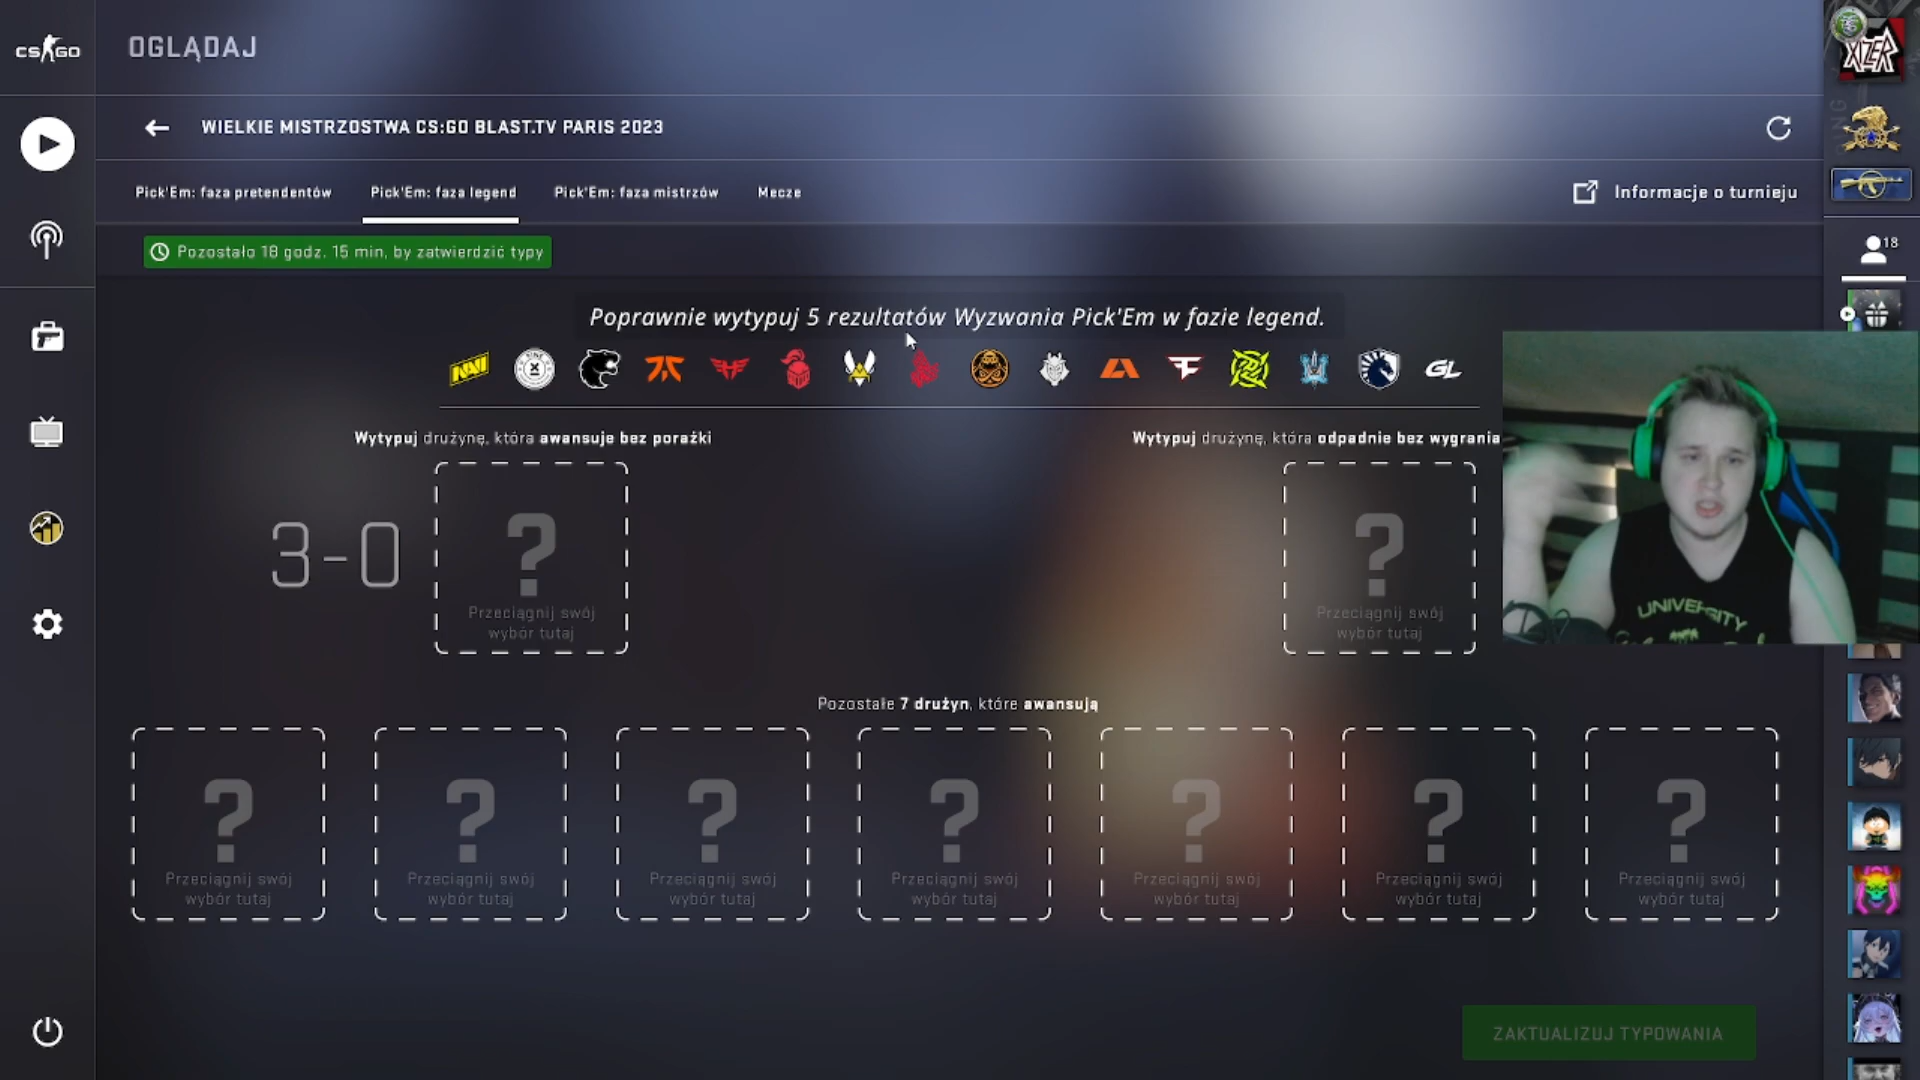 CS GO
OGLĄDAJ
XIZER
WIELKIE MISTRZOSTWA CS:GO BLAST.TV PARIS 2023
Pick'Em: faza pretendentów
Pick'Em: faza legend
Pick'Em: faza mistrzów
Mecze
Informacje o turnieju
18
Pozostało 18 godz. 15 min, by zatwierdzić typy
Poprawnie wytypuj 5 rezultatów Wyzwania Pick'Em w fazie legend.
NAVI
GL
Wytypuj drużynę, która awansuje bez porażki
Wytypuj drużynę, która odpadnie bez wygrania
3-0
?
Przeciągnij swój
wybór tutaj
?
Przeciągnij swój
wybór tutaj
UNIVERSITY
Pozostałe 7 drużyn, które awansują
?
Przeciągnij swój
wybór tutaj
?
Przeciągnij swój
wybór tutaj
?
Przeciągnij swój
wybór tutaj
?
Przeciągnij swój
wybór tutaj
?
Przeciągnij swój
wybór tutaj
?
Przeciągnij swój
wybór tutaj
?
Przeciągnij swój
wybór tutaj
ZAKTUALIZUJ TYPOWANIA